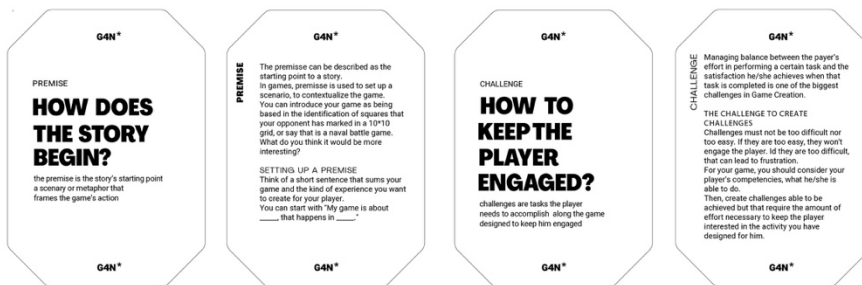 G4N*
PREMISE
HOW DOES
THE STORY
BEGIN?
the premise is the story's starting point
a scenary or metaphor that
frames the game's action
G4N*
G4N*
PREMISE
The premisse can be described as the
starting point to a story.
In games, premisse is used to set up a
scenario, to contextualize the game.
You can introduce your game as being
based in the identification of squares that
your opponent has marked in a 10*10
grid, or say that is a naval battle game.
What do you think it would be more
interesting?
SETTING UP A PREMISE
Think of a short sentence that sums your
game and the kind of experience you want
to create for your player.
You can start with "My game is about
_____, that happens in _____."
G4N*
G4N*
CHALLENGE
HOW TO
KEEP THE
PLAYER
ENGAGED?
challenges are tasks the player
needs to accomplish along the game
designed to keep him engaged
G4N*
G4N*
CHALLENGE
Managing balance between the payer's
effort in performing a certain task and the
satisfaction he/she achieves when that
task is completed is one of the biggest
challenges in Game Creation.
THE CHALLENGE TO CREATE
CHALLENGES
Challenges must not be too difficult nor
too easy. If they are too easy, they won't
engage the player. Id they are too difficult,
that can lead to frustration.
For your game, you should consider your
player's competencies, what he/she is
able to do.
Then, create challenges able to be
achieved but that require the amount of
effort necessary to keep the player
interested in the activity you have
designed for him.
G4N*